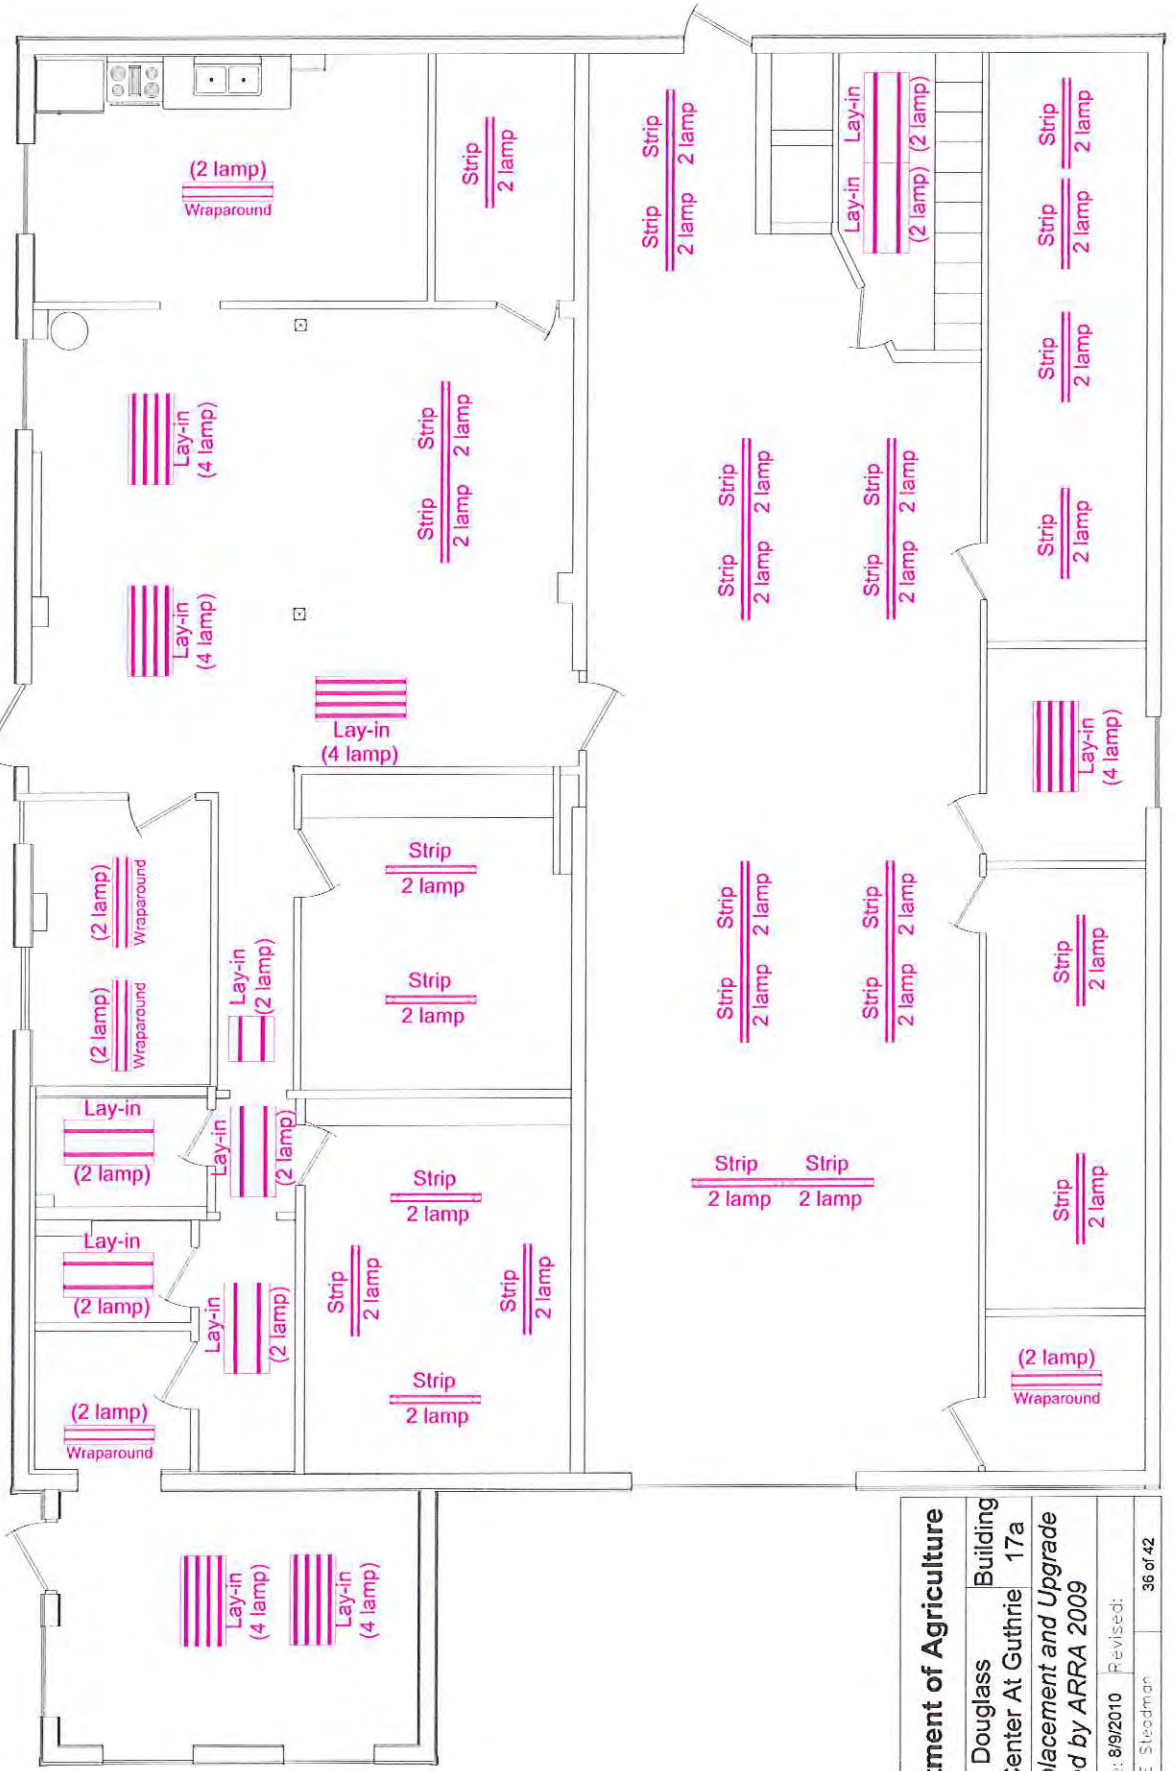 (2 lamp)
Wraparound
Strip
2 lamp
Strip
2 lamp
Strip
2 lamp
Lay-in
(2 lamp)
Lay-in
(2 lamp)
Strip
2 lamp
Strip
2 lamp
Strip
2 lamp
Strip
2 lamp
Lay-in
(4 lamp)
Lay-in
(4 lamp)
Strip
2 lamp
Strip
2 lamp
Lay-in
(4 lamp)
Strip
2 lamp
Strip
2 lamp
Strip
2 lamp
Strip
2 lamp
Lay-in
(4 lamp)
(2 lamp)
Wraparound
(2 lamp)
Wraparound
Strip
2 lamp
Strip
2 lamp
Lay-in
(2 lamp)
Strip
2 lamp
Strip
2 lamp
Strip
2 lamp
Strip
2 lamp
Strip
2 lamp
Strip
2 lamp
Lay-in
(2 lamp)
Lay-in
(2 lamp)
Strip
2 lamp
Strip
2 lamp
Strip
2 lamp
Lay-in
(2 lamp)
Lay-in
(2 lamp)
Strip
2 lamp
Strip
2 lamp
Strip
2 lamp
(2 lamp)
Wraparound
(2 lamp)
Wraparound
Lay-in
(4 lamp)
Lay-in
(4 lamp)
of Agriculture
Douglass
Building
At Guthrie
17a
and Upgrade
by ARRA 2009
8/9/2010
Revised:
Steadman
36 of 42